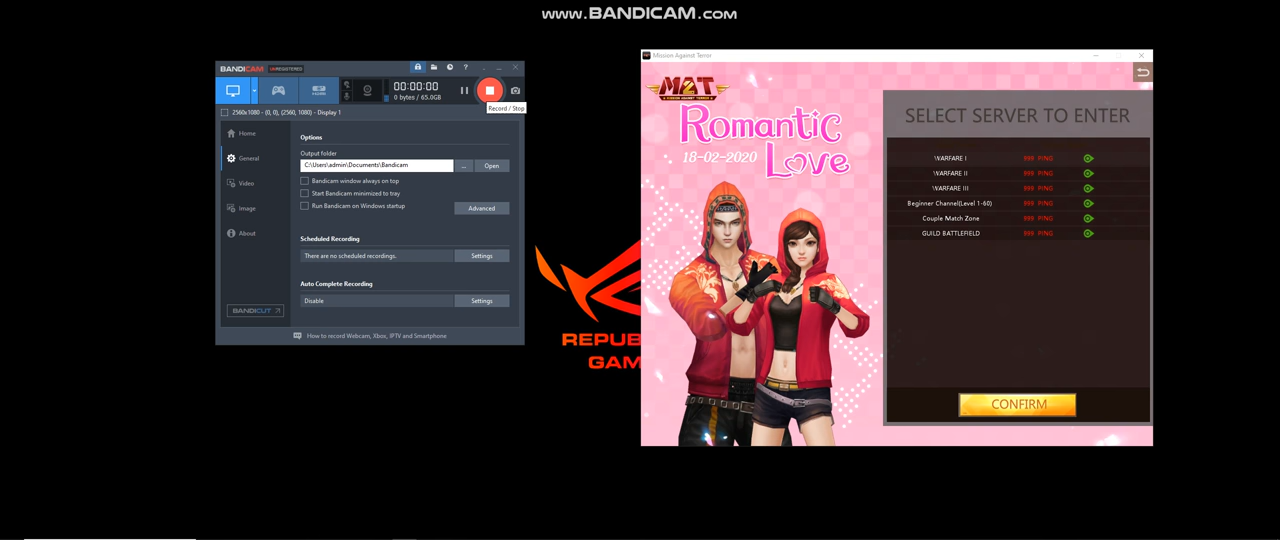 www.BANDICAM.com
BANDICAM UNREGISTERED
00:00:00
0 bytes / 65.0GB
Record / Stop
2560x1080 - (0, 0), (2560, 1080) - Display 1
Home
General
Video
Image
About
BANDICUT
Options
Output folder
C:\Users\admin\Documents\Bandicam
... Open
Bandicam window always on top
Start Bandicam minimized to tray
Run Bandicam on Windows startup
Advanced
Scheduled Recording
There are no scheduled recordings. Settings
Auto Complete Recording
Disable Settings
How to record Webcam, Xbox, IPTV and Smartphone
REPUB
GAM
Mission Against Terror
M2T
MISSION AGAINST TERROR
Romantic
18-02-2020 Love
SELECT SERVER TO ENTER
WARFARE I 999 PING
WARFARE II 999 PING
WARFARE III 999 PING
Beginner Channel(Level 1-60) 999 PING
Couple Match Zone 999 PING
GUILD BATTLEFIELD 999 PING
CONFIRM